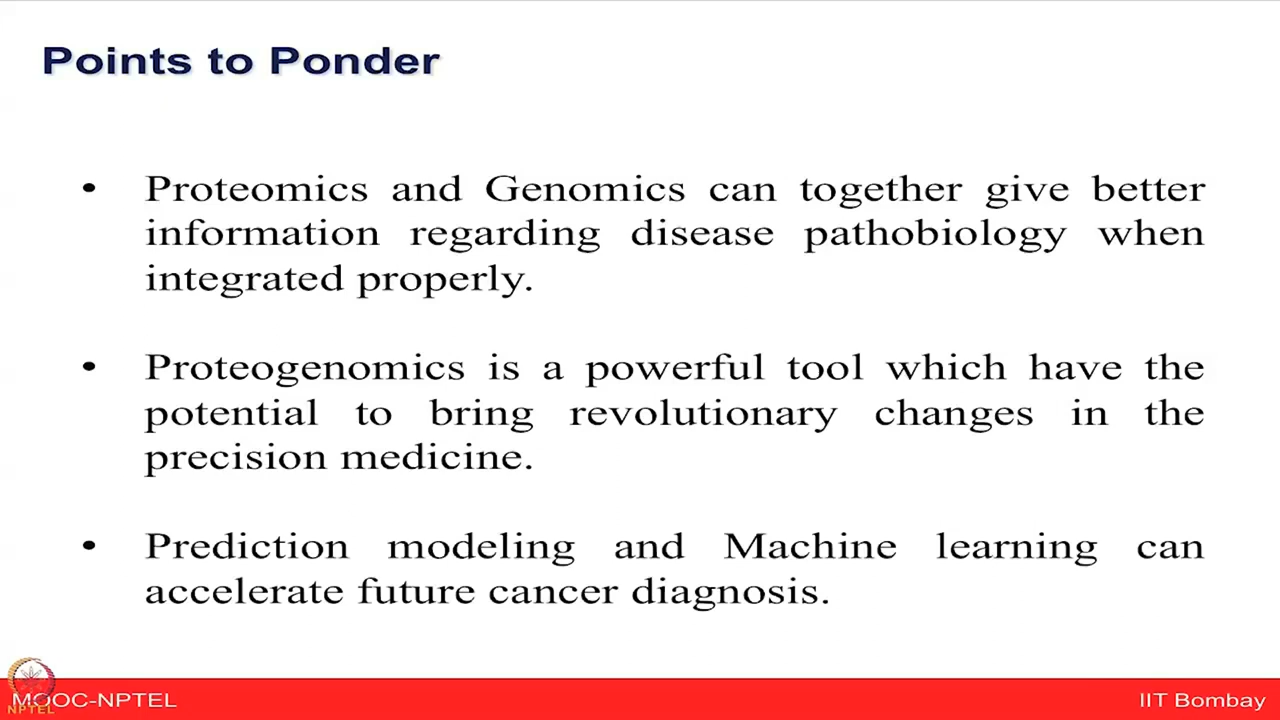 Points to Ponder
• Proteomics and Genomics can together give better
information regarding disease pathobiology when
integrated properly.
• Proteogenomics is a powerful tool which have the
potential to bring revolutionary changes in the
precision medicine.
• Prediction modeling and Machine learning can
accelerate future cancer diagnosis.
MOOC-NPTEL
NPTEL
IIT Bombay